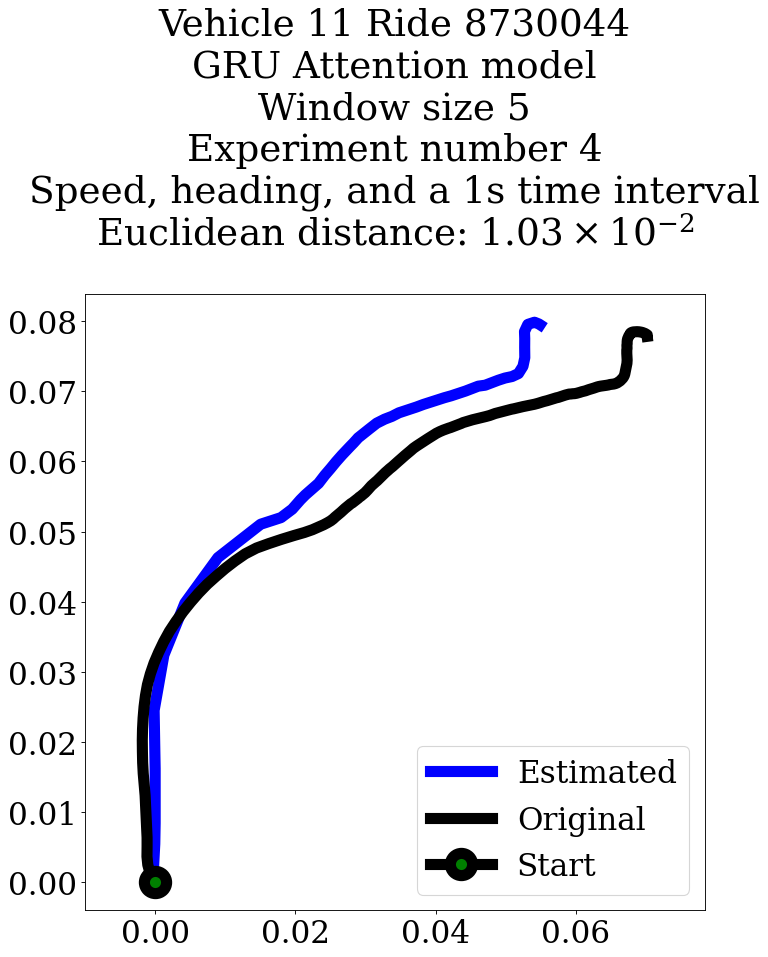 Vehicle 11 Ride 8730044
GRU Attention model
Window size 5
Experiment number 4
Speed, heading, and a 1s time interval
Euclidean distance: 1.03 × 10⁻²
0.08
0.07
0.06
0.05
0.04
0.03
0.02
0.01
0.00
Estimated
Original
Start
0.00 0.02 0.04 0.06